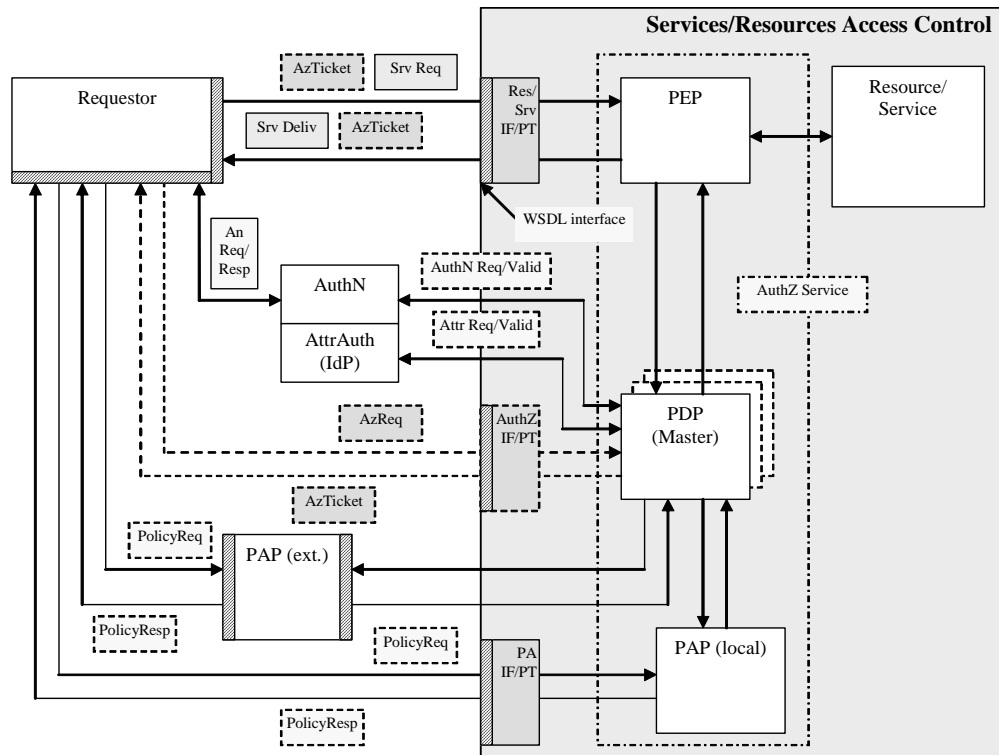 Services/Resources Access Control
AzTicket
Srv Req
Requestor
Res/
Srv
IF/PT
PEP
Resource/
Service
Srv Deliv
AzTicket
WSDL interface
An
Req/
Resp
AuthN Req/Valid
AuthN
AuthZ Service
Attr Req/Valid
AttrAuth
(IdP)
AzReq
AuthZ
IF/PT
PDP
(Master)
AzTicket
PolicyReq
PAP (ext.)
PolicyResp
PolicyReq
PA
IF/PT
PAP (local)
PolicyResp